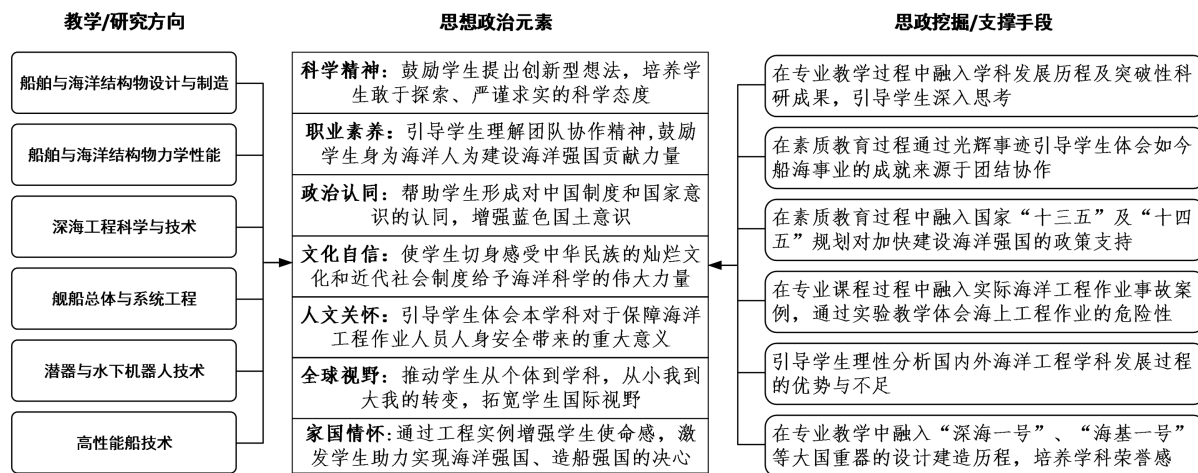 教学/研究方向
船舶与海洋结构物设计与制造
船舶与海洋结构物力学性能
深海工程科学与技术
舰船总体与系统工程
潜器与水下机器人技术
高性能船技术
思想政治元素
科学精神：鼓励学生提出创新型想法，培养学
生敢于探索、严谨求实的科学态度
职业素养：引导学生理解团队协作精神,鼓励
学生身为海洋人为建设海洋强国贡献力量
政治认同：帮助学生形成对中国制度和国家意
识的认同，增强蓝色国土意识
文化自信：使学生切身感受中华民族的灿烂文
化和近代社会制度给予海洋科学的伟大力量
人文关怀：引导学生体会本学科对于保障海洋
工程作业人员人身安全带来的重大意义
全球视野：推动学生从个体到学科，从小我到
大我的转变，拓宽学生国际视野
家国情怀:通过工程实例增强学生使命感，激
发学生助力实现海洋强国、造船强国的决心
思政挖掘/支撑手段
在专业教学过程中融入学科发展历程及突破性科
研成果，引导学生深入思考
在素质教育过程通过光辉事迹引导学生体会如今
船海事业的成就来源于团结协作
在素质教育过程中融入国家“十三五”及“十四
五”规划对加快建设海洋强国的政策支持
在专业课程过程中融入实际海洋工程作业事故案
例，通过实验教学体会海上工程作业的危险性
引导学生理性分析国内外海洋工程学科发展过程
的优势与不足
在专业教学中融入“深海一号”、“海基一号”
等大国重器的设计建造历程，培养学科荣誉感